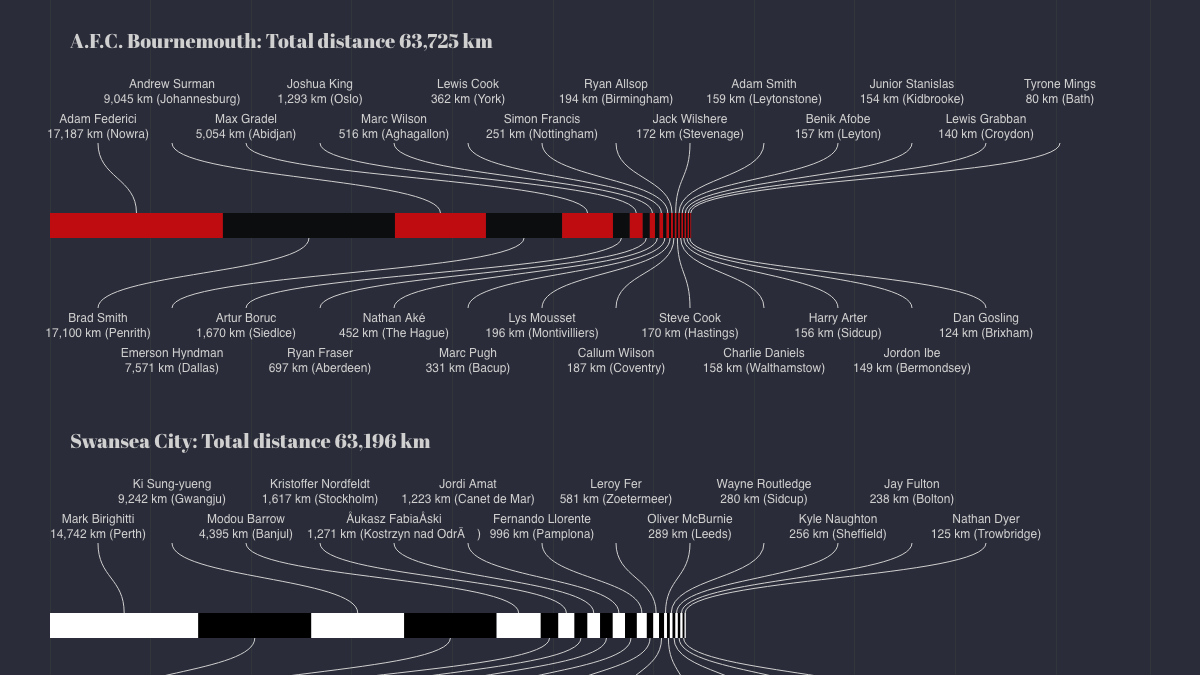 A.F.C. Bournemouth: Total distance 63,725 km
Andrew Surman
9,045 km (Johannesburg)
Joshua King
1,293 km (Oslo)
Lewis Cook
362 km (York)
Ryan Allsop
194 km (Birmingham)
Adam Smith
159 km (Leytonstone)
Junior Stanislas
154 km (Kidbrooke)
Tyrone Mings
80 km (Bath)
Adam Federici
17,187 km (Nowra)
Max Gradel
5,054 km (Abidjan)
Marc Wilson
516 km (Aghagallon)
Simon Francis
251 km (Nottingham)
Jack Wilshere
172 km (Stevenage)
Benik Afobe
157 km (Leyton)
Lewis Grabban
140 km (Croydon)
Brad Smith
17,100 km (Penrith)
Artur Boruc
1,670 km (Siedlce)
Nathan Aké
452 km (The Hague)
Lys Mousset
196 km (Montivilliers)
Steve Cook
170 km (Hastings)
Harry Arter
156 km (Sidcup)
Dan Gosling
124 km (Brixham)
Emerson Hyndman
7,571 km (Dallas)
Ryan Fraser
697 km (Aberdeen)
Marc Pugh
331 km (Bacup)
Callum Wilson
187 km (Coventry)
Charlie Daniels
158 km (Walthamstow)
Jordon Ibe
149 km (Bermondsey)
Swansea City: Total distance 63,196 km
Ki Sung-yueng
9,242 km (Gwangju)
Kristoffer Nordfeldt
1,617 km (Stockholm)
Jordi Amat
1,223 km (Canet de Mar)
Leroy Fer
581 km (Zoetermeer)
Wayne Routledge
280 km (Sidcup)
Jay Fulton
238 km (Bolton)
Mark Birighitti
14,742 km (Perth)
Modou Barrow
4,395 km (Banjul)
Åukasz FabiaÅski
1,271 km (Kostrzyn nad OdrÄ )
Fernando Llorente
996 km (Pamplona)
Oliver McBurnie
289 km (Leeds)
Kyle Naughton
256 km (Sheffield)
Nathan Dyer
125 km (Trowbridge)